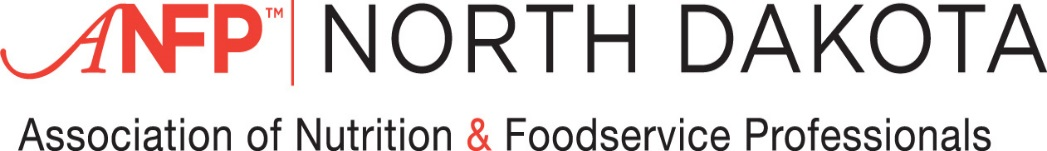 ANFP™ | NORTH DAKOTA
Association of Nutrition & Foodservice Professionals